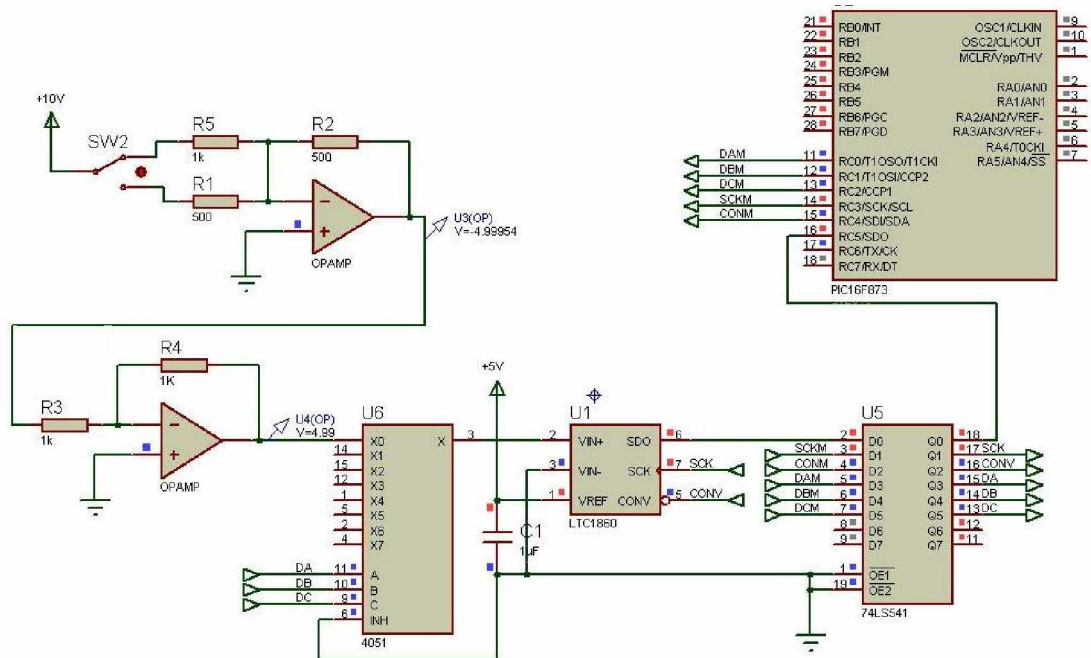 21 RB0/INT OSC1/CLKIN 9
22 RB1 OSC2/CLKOUT 10
23 RB2 MCLR/Vpp/THV 1
24 RB3/PGM
25 RB4 RA0/AN0 2
26 RB5 RA1/AN1 3
27 RB6/PGC RA2/AN2/VREF- 4
28 RB7/PGD RA3/AN3/VREF+ 5
RA4/T0CKI 6
DAM 11 RC0/T1OSO/T1CKI RA5/AN4/SS 7
DBM 12 RC1/T1OSI/CCP2
DCM 13 RC2/CCP1
SCKM 14 RC3/SCK/SCL
CONM 15 RC4/SDI/SDA
16 RC5/SDO
17 RC6/TX/CK
18 RC7/RX/DT
PIC16F873
+10V
SW2
R5
1k
R2
500
R1
500
OPAMP
U3(OP)
V=-4.99954
R4
1K
R3
1k
OPAMP
U4(OP)
V=4.99
U6
X0 X 3
14 X1
15 X2
12 X3
1 X4
5 X5
2 X6
4 X7
DA 11 A
DB 10 B
DC 9 C
6 INH
4051
+5V
C1
1uF
U1
2 VIN+ SDO 6
3 VIN- SCK 7 SCK
1 VREF CONV 5 CONV
LTC1860
U5
2 D0 Q0 18
SCKM 3 D1 Q1 17 SCK
CONM 4 D2 Q2 16 CONV
DAM 5 D3 Q3 15 DA
DBM 6 D4 Q4 14 DB
DCM 7 D5 Q5 13 DC
8 D6 Q6 12
9 D7 Q7 11
1 OE1
19 OE2
74LS541